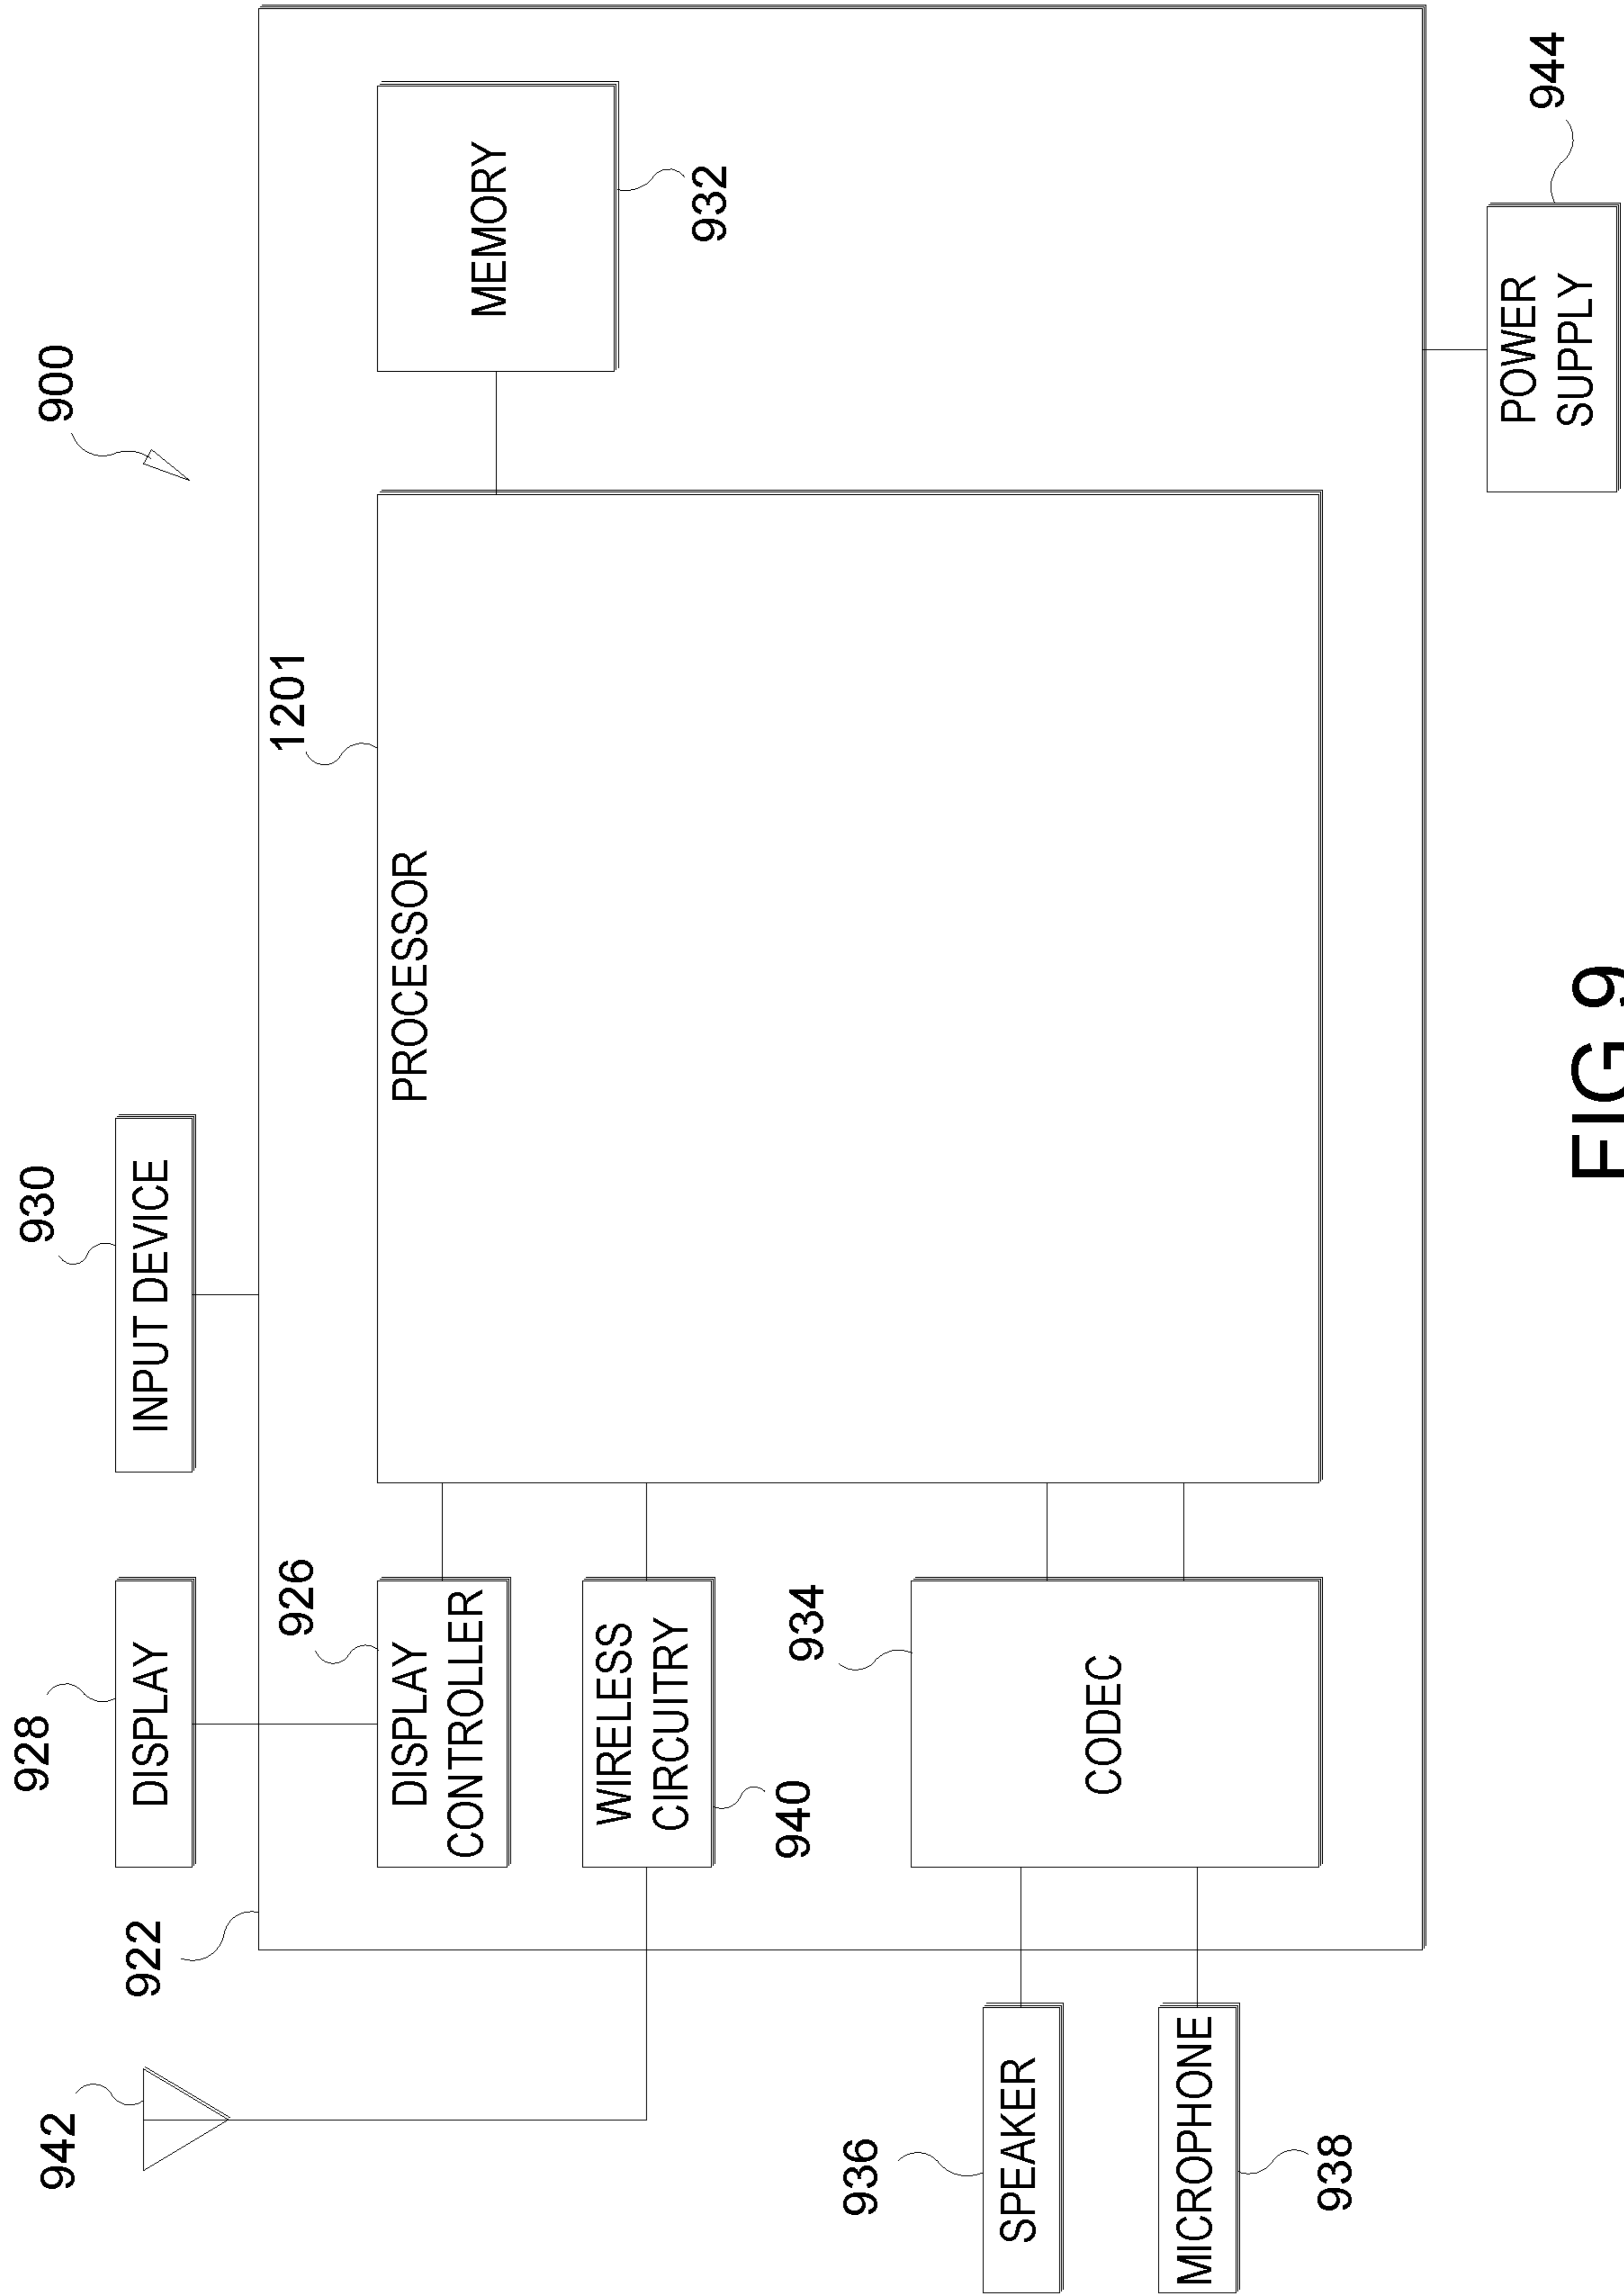 900
942
922
928
DISPLAY
930
INPUT DEVICE
926
DISPLAY
CONTROLLER
1201
PROCESSOR
MEMORY
932
WIRELESS
CIRCUITRY
940
934
CODEC
936
SPEAKER
MICROPHONE
938
POWER
SUPPLY
944
FIG 9